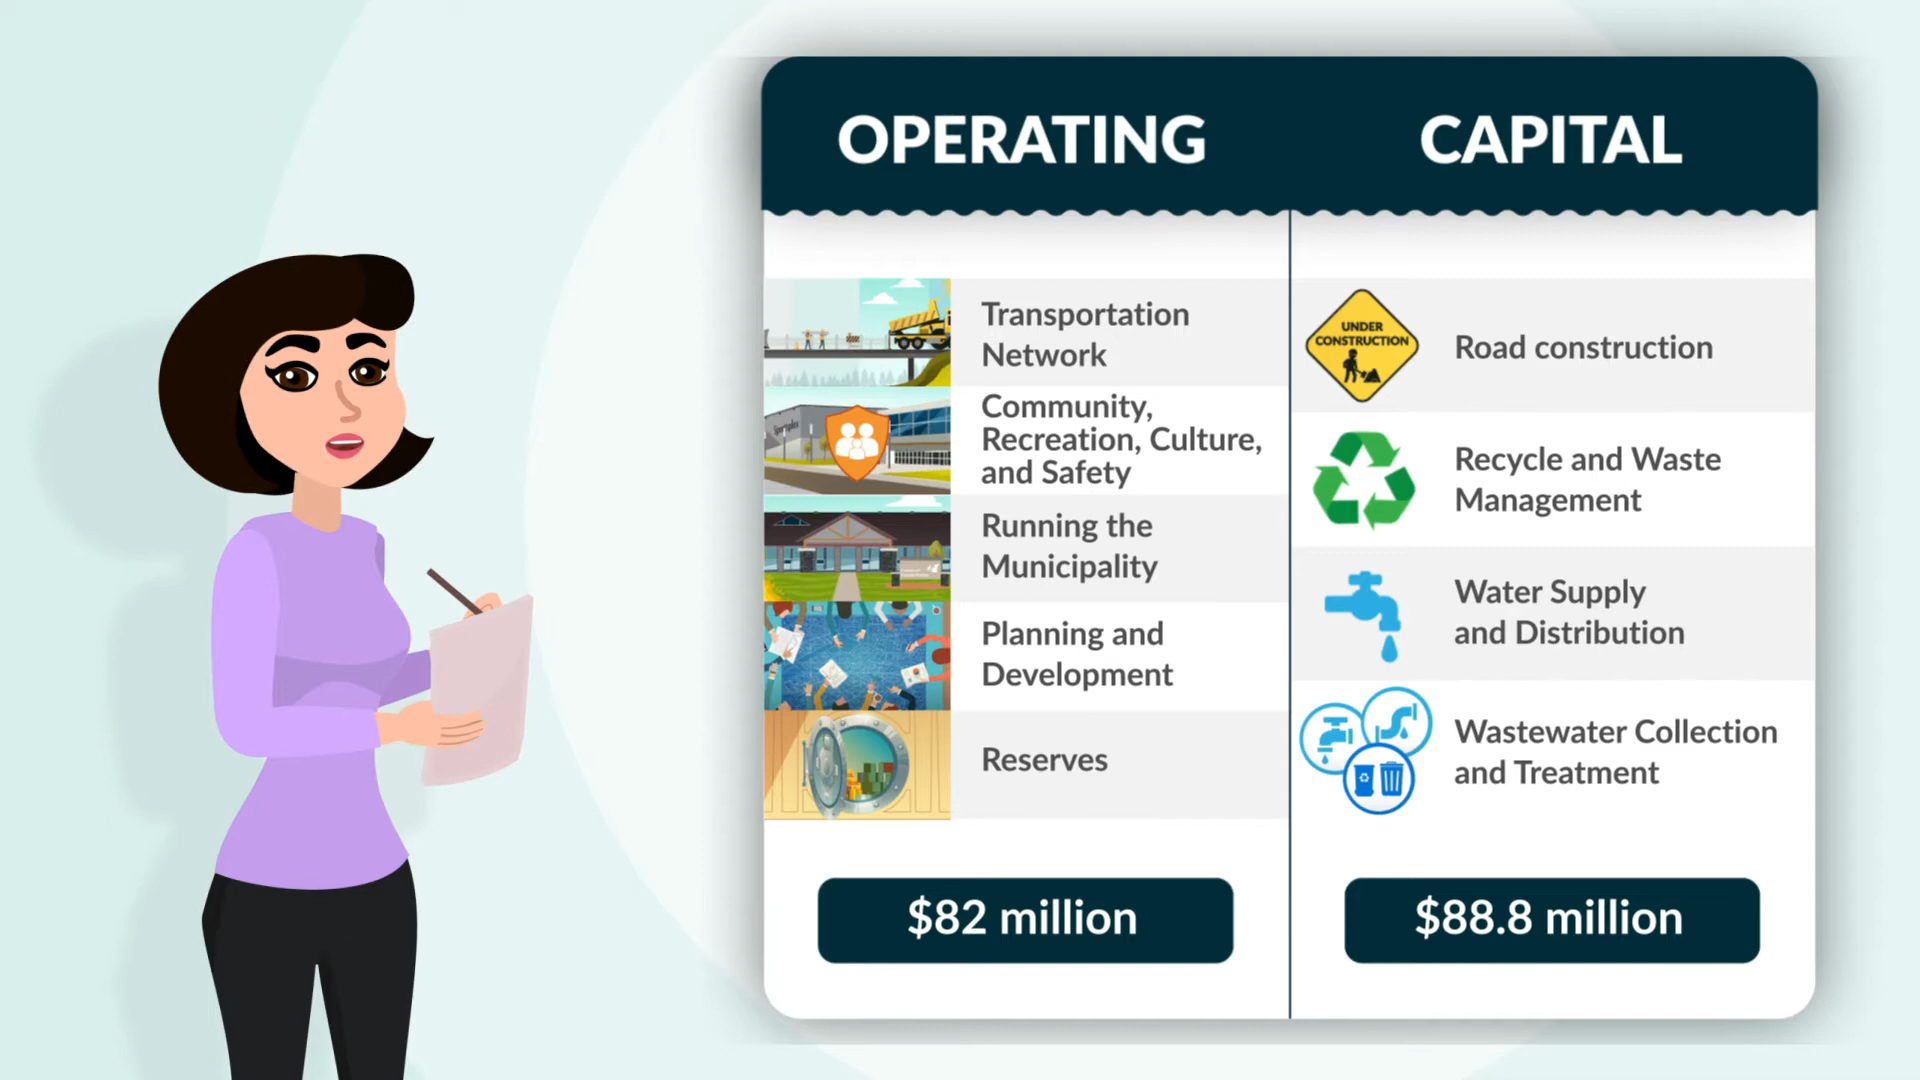 OPERATING
CAPITAL
Transportation
Network
Community,
Recreation, Culture,
and Safety
Running the
Municipality
Planning and
Development
Reserves
$82 million
UNDER
CONSTRUCTION
Road construction
Recycle and Waste
Management
Water Supply
and Distribution
Wastewater Collection
and Treatment
$88.8 million